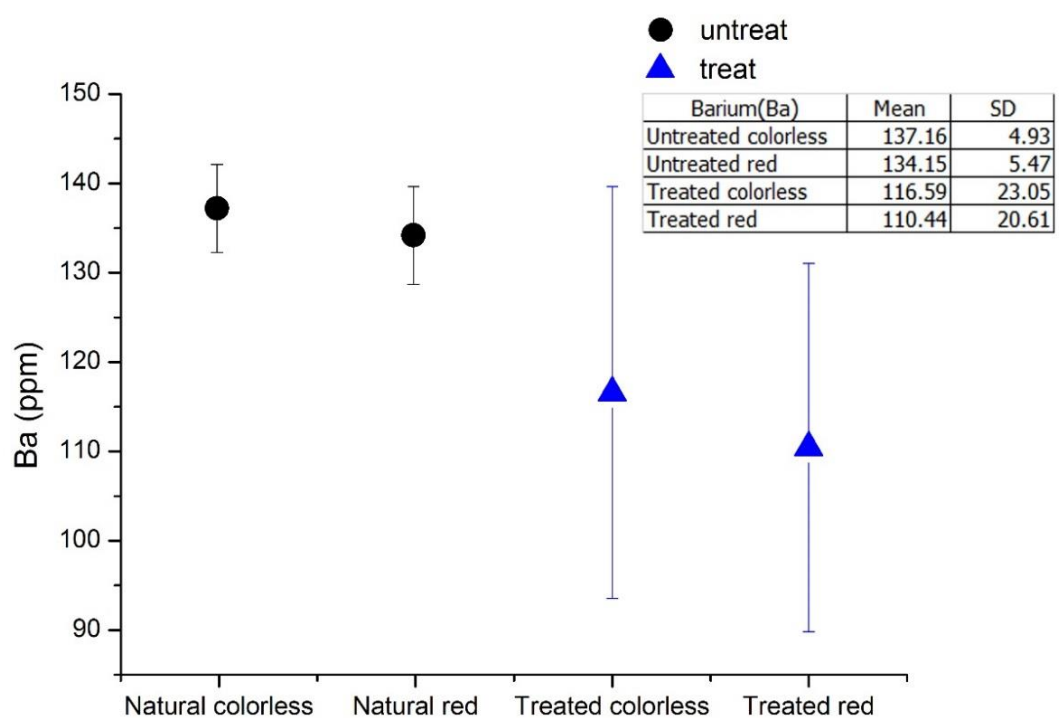 untreat
treat
Barium(Ba) Mean SD
Untreated colorless 137.16 4.93
Untreated red 134.15 5.47
Treated colorless 116.59 23.05
Treated red 110.44 20.61
150
140
130
120
110
100
90
Ba (ppm)
Natural colorless Natural red Treated colorless Treated red